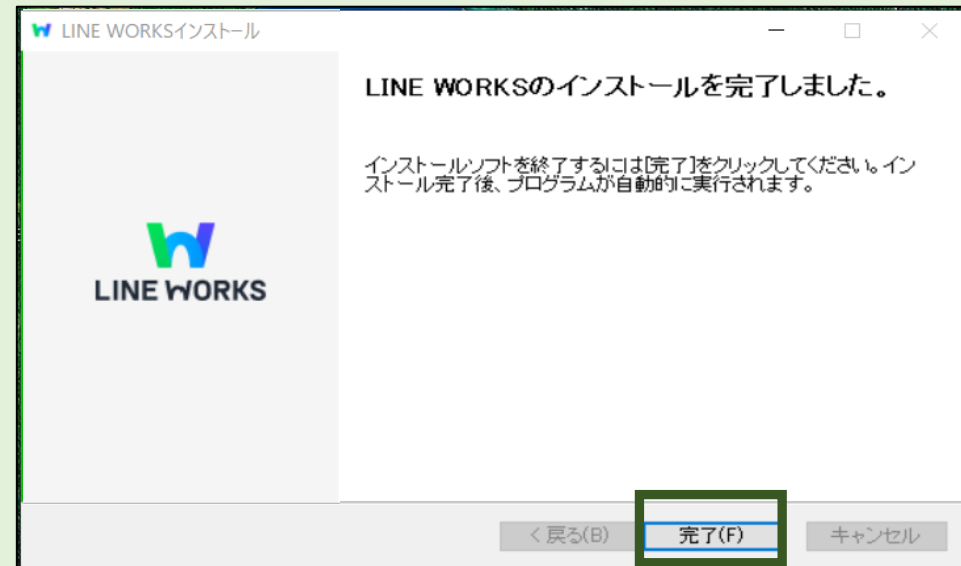 LINE WORKSインストール
LINE WORKSのインストールを完了しました。
インストールソフトを終了するには[完了]をクリックしてください。イン
ストール完了後、プログラムが自動的に実行されます。
LINE WORKS
< 戻る(B)
完了(F)
キャンセル